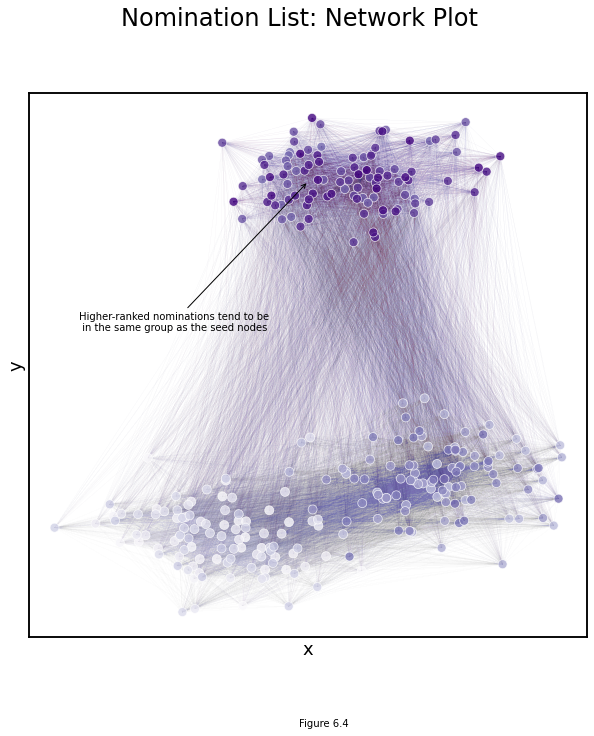 Nomination List: Network Plot
Higher-ranked nominations tend to be
in the same group as the seed nodes
y
x
Figure 6.4